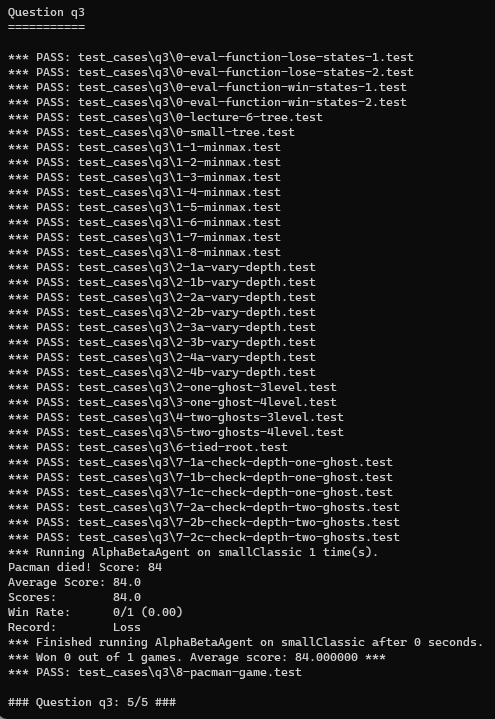 Question q3
===========
*** PASS: test_cases\q3\0-eval-function-lose-states-1.test
*** PASS: test_cases\q3\0-eval-function-lose-states-2.test
*** PASS: test_cases\q3\0-eval-function-win-states-1.test
*** PASS: test_cases\q3\0-eval-function-win-states-2.test
*** PASS: test_cases\q3\0-lecture-6-tree.test
*** PASS: test_cases\q3\0-small-tree.test
*** PASS: test_cases\q3\1-1-minmax.test
*** PASS: test_cases\q3\1-2-minmax.test
*** PASS: test_cases\q3\1-3-minmax.test
*** PASS: test_cases\q3\1-4-minmax.test
*** PASS: test_cases\q3\1-5-minmax.test
*** PASS: test_cases\q3\1-6-minmax.test
*** PASS: test_cases\q3\1-7-minmax.test
*** PASS: test_cases\q3\1-8-minmax.test
*** PASS: test_cases\q3\2-1a-vary-depth.test
*** PASS: test_cases\q3\2-1b-vary-depth.test
*** PASS: test_cases\q3\2-2a-vary-depth.test
*** PASS: test_cases\q3\2-2b-vary-depth.test
*** PASS: test_cases\q3\2-3a-vary-depth.test
*** PASS: test_cases\q3\2-3b-vary-depth.test
*** PASS: test_cases\q3\2-4a-vary-depth.test
*** PASS: test_cases\q3\2-4b-vary-depth.test
*** PASS: test_cases\q3\2-one-ghost-3level.test
*** PASS: test_cases\q3\3-one-ghost-4level.test
*** PASS: test_cases\q3\4-two-ghosts-3level.test
*** PASS: test_cases\q3\5-two-ghosts-4level.test
*** PASS: test_cases\q3\6-tied-root.test
*** PASS: test_cases\q3\7-1a-check-depth-one-ghost.test
*** PASS: test_cases\q3\7-1b-check-depth-one-ghost.test
*** PASS: test_cases\q3\7-1c-check-depth-one-ghost.test
*** PASS: test_cases\q3\7-2a-check-depth-two-ghosts.test
*** PASS: test_cases\q3\7-2b-check-depth-two-ghosts.test
*** PASS: test_cases\q3\7-2c-check-depth-two-ghosts.test
*** Running AlphaBetaAgent on smallClassic 1 time(s).
Pacman died! Score: 84
Average Score: 84.0
Scores:        84.0
Win Rate:      0/1 (0.00)
Record:        Loss
*** Finished running AlphaBetaAgent on smallClassic after 0 seconds.
*** Won 0 out of 1 games. Average score: 84.000000 ***
*** PASS: test_cases\q3\8-pacman-game.test
### Question q3: 5/5 ###